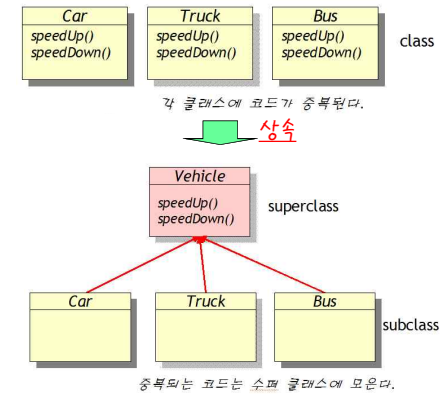 Car Truck Bus
speedUp() speedUp() speedUp()
speedDown() speedDown() speedDown()
class
각 클래스에 코드가 중복된다.
상속
Vehicle
speedUp()
speedDown()
superclass
Car Truck Bus
subclass
중복되는 코드는 수퍼 클래스에 모은다.